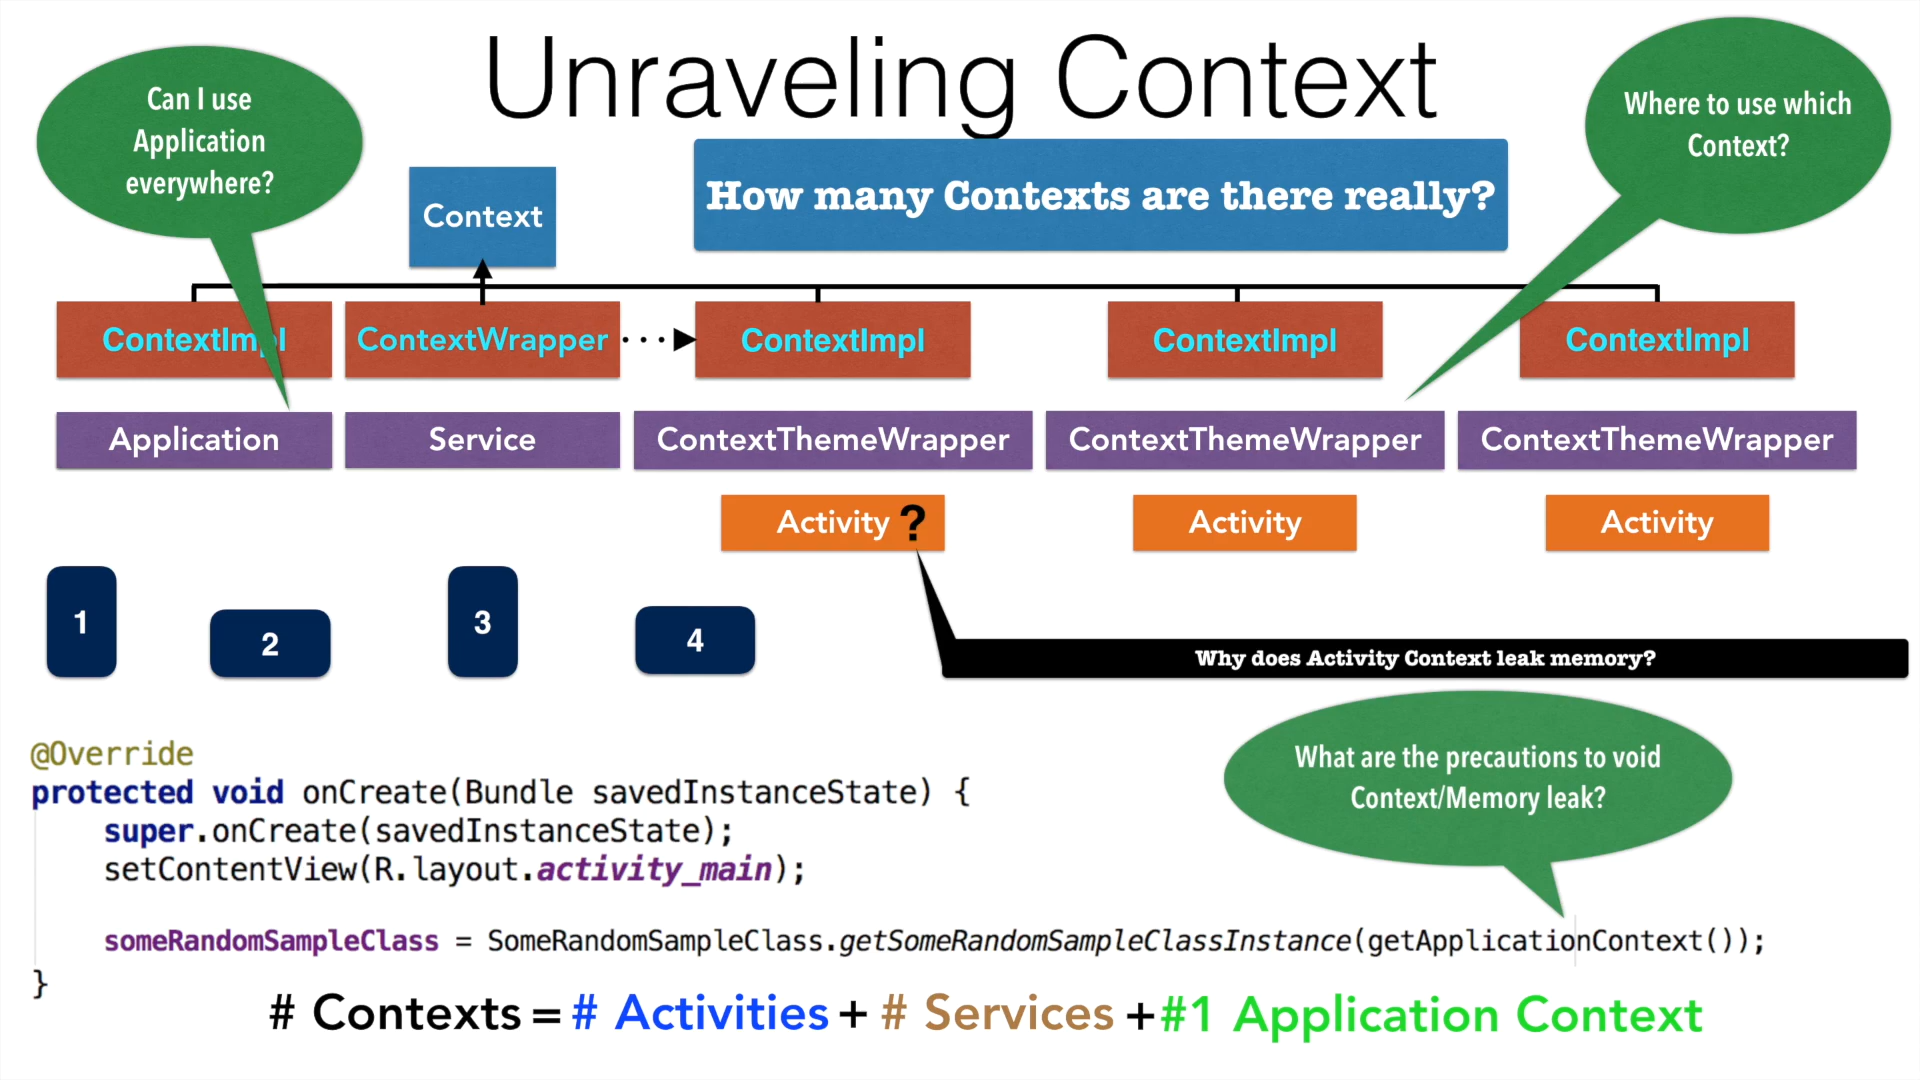 Unraveling Context
Can I use
Application
everywhere?
Where to use which
Context?
How many Contexts are there really?
Context
ContextImpl
ContextWrapper
ContextImpl
ContextImpl
ContextImpl
Application
Service
ContextThemeWrapper
ContextThemeWrapper
ContextThemeWrapper
Activity ?
Activity
Activity
1
2
3
4
Why does Activity Context leak memory?
What are the precautions to void
Context/Memory leak?
@Override
protected void onCreate(Bundle savedInstanceState) {
super.onCreate(savedInstanceState);
setContentView(R.layout.activity_main);
someRandomSampleClass = SomeRandomSampleClass.getSomeRandomSampleClassInstance(getApplicationContext());
}
# Contexts = # Activities + # Services + #1 Application Context